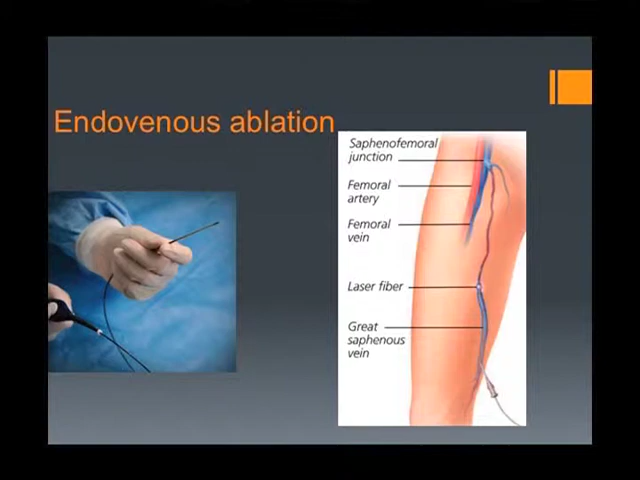 Endovenous ablation
Saphenofemoral
junction
Femoral
artery
Femoral
vein
Laser fiber
Great
saphenous
vein